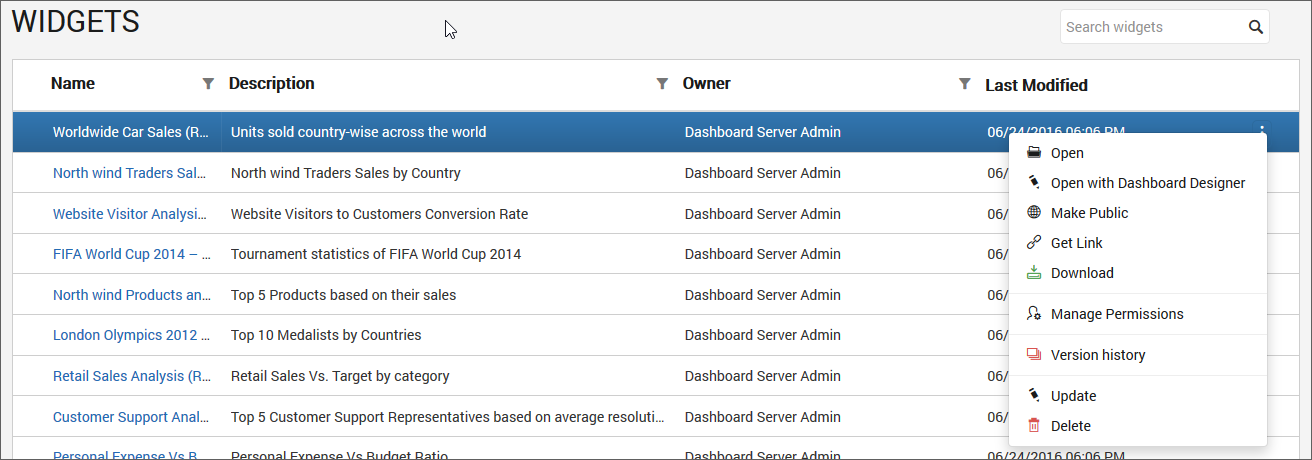 WIDGETS
Search widgets
Name Description Owner Last Modified
Worldwide Car Sales (R... Units sold country-wise across the world Dashboard Server Admin 06/24/2016 06:06 PM
North wind Traders Sal... North wind Traders Sales by Country Dashboard Server Admin 06/
Website Visitor Analysi... Website Visitors to Customers Conversion Rate Dashboard Server Admin 06/
FIFA World Cup 2014 – ... Tournament statistics of FIFA World Cup 2014 Dashboard Server Admin 06/
North wind Products an... Top 5 Products based on their sales Dashboard Server Admin 06/
London Olympics 2012 ... Top 10 Medalists by Countries Dashboard Server Admin 06/
Retail Sales Analysis (R... Retail Sales Vs. Target by category Dashboard Server Admin 06/
Customer Support Anal... Top 5 Customer Support Representatives based on average resoluti... Dashboard Server Admin 06/
Personal Expense Vs B... Personal Expense Vs Budget Ratio Dashboard Server Admin 06/24/2016 06:06 PM
Open
Open with Dashboard Designer
Make Public
Get Link
Download
Manage Permissions
Version history
Update
Delete